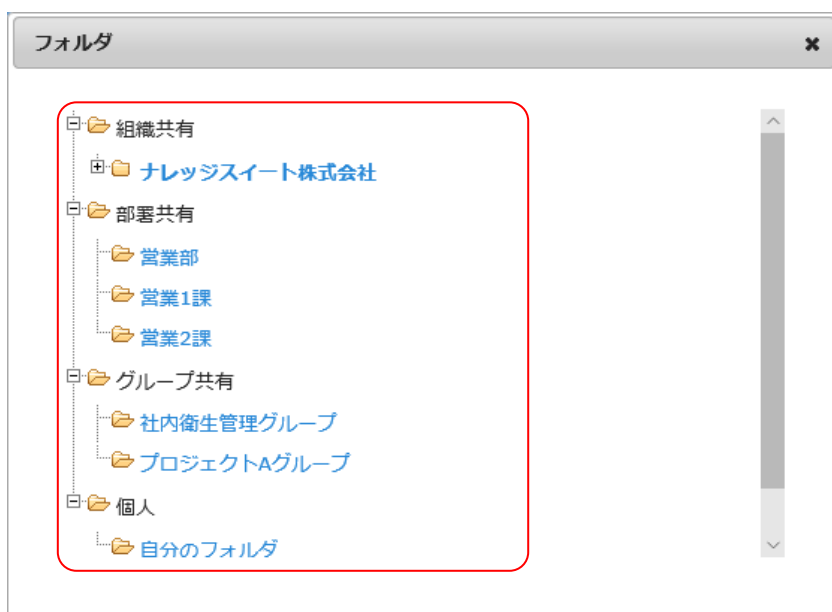 フォルダ
組織共有
ナレッジスイート株式会社
部署共有
営業部
営業1課
営業2課
グループ共有
社内衛生管理グループ
プロジェクトAグループ
個人
自分のフォルダ